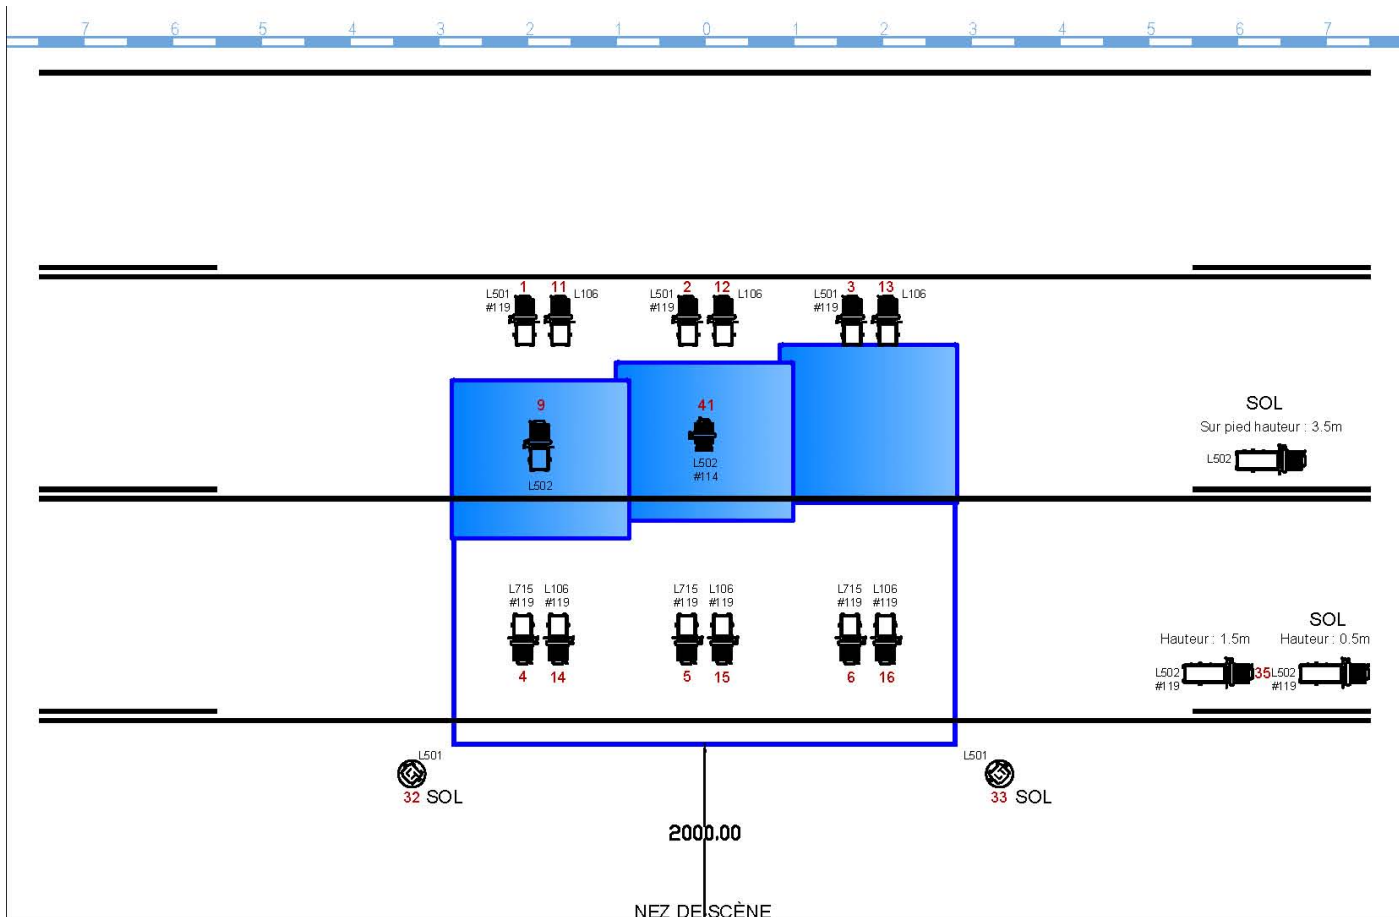 7 6 5 4 3 2 1 0 1 2 3 4 5 6 7
1 11 2 12 3 13
L501 L106 L501 L106 L501 L106
#119 #119 #119
9 41 SOL
Sur pied hauteur : 3.5m
L502
L502 L502
#114
L715 L106 L715 L106 L715 L106
#119 #119 #119 #119 #119 #119
SOL
Hauteur : 1.5m Hauteur : 0.5m
L502 35 L502
#119 #119
4 14 5 15 6 16
L501 L501
32 SOL 33 SOL
2000,00
NEZ DE SCÈNE